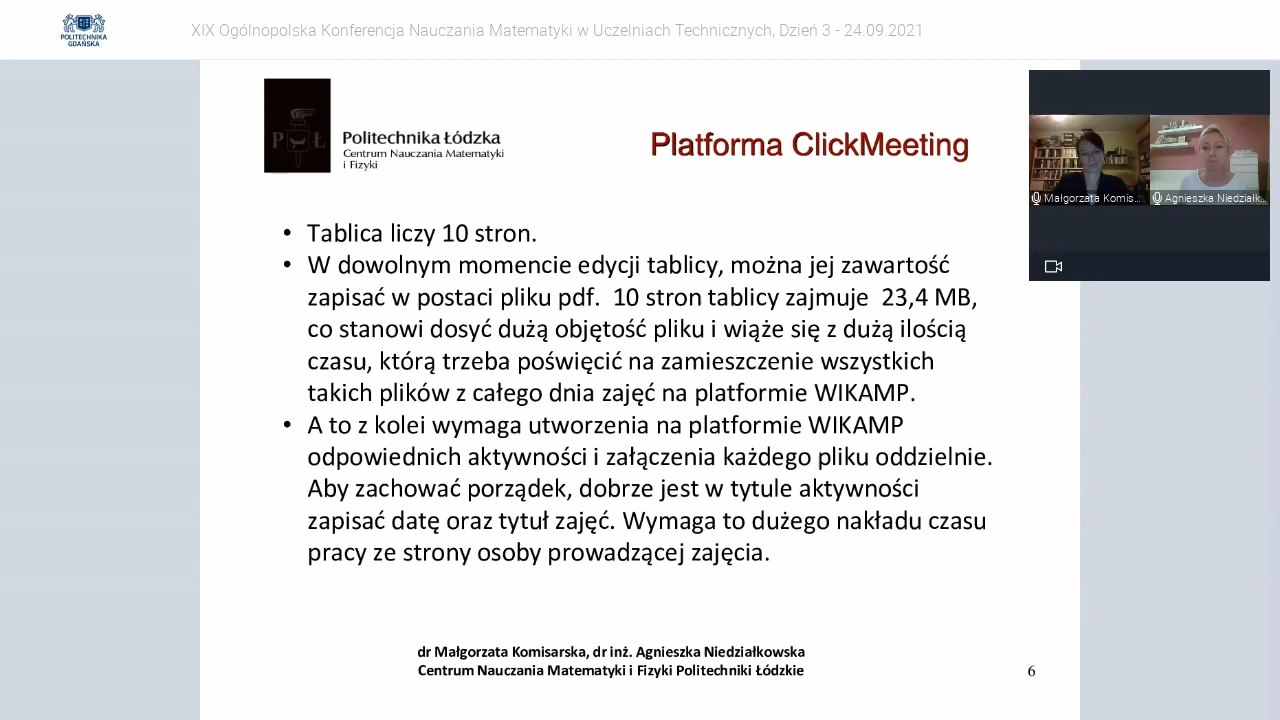 POLITECHNIKA
GDAŃSKA
XIX Ogólnopolska Konferencja Nauczania Matematyki w Uczelniach Technicznych, Dzień 3 - 24.09.2021
P Ł
Politechnika Łódzka
Centrum Nauczania Matematyki
i Fizyki
Platforma ClickMeeting
Małgorzata Komis...
Agnieszka Niedziałk...
• Tablica liczy 10 stron.
• W dowolnym momencie edycji tablicy, można jej zawartość
zapisać w postaci pliku pdf.  10 stron tablicy zajmuje  23,4 MB,
co stanowi dosyć dużą objętość pliku i wiąże się z dużą ilością
czasu, którą trzeba poświęcić na zamieszczenie wszystkich
takich plików z całego dnia zajęć na platformie WIKAMP.
• A to z kolei wymaga utworzenia na platformie WIKAMP
odpowiednich aktywności i załączenia każdego pliku oddzielnie.
Aby zachować porządek, dobrze jest w tytule aktywności
zapisać datę oraz tytuł zajęć. Wymaga to dużego nakładu czasu
pracy ze strony osoby prowadzącej zajęcia.
dr Małgorzata Komisarska, dr inż. Agnieszka Niedziałkowska
Centrum Nauczania Matematyki i Fizyki Politechniki Łódzkie
6